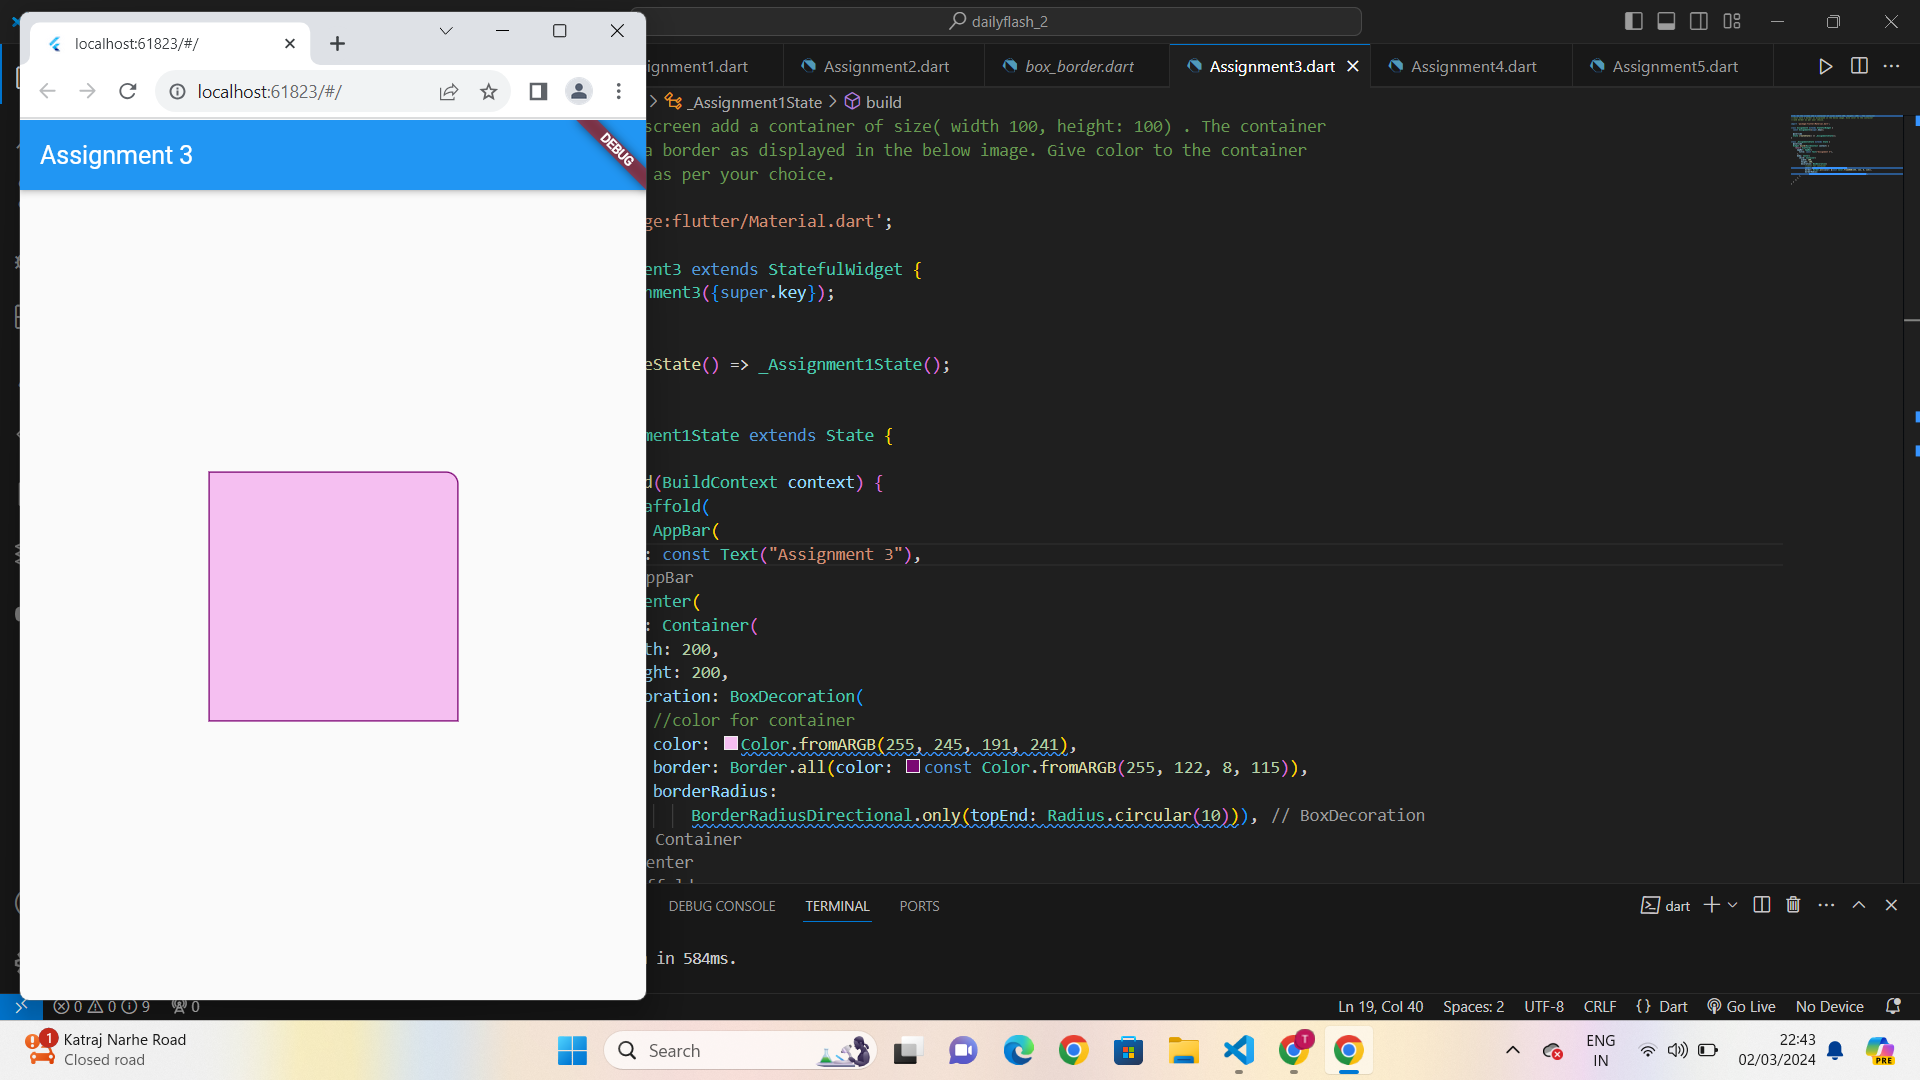 localhost:61823/#/
localhost:61823/#/
Assignment 3
DEBUG
dailyflash_2
ignment1.dart
Assignment2.dart
box_border.dart
Assignment3.dart
Assignment4.dart
Assignment5.dart
_Assignment1State > build
screen add a container of size( width 100, height: 100) . The container
a border as displayed in the below image. Give color to the container
as per your choice.
ge:flutter/Material.dart';
ent3 extends StatefulWidget {
nment3({super.key});
eState() => _Assignment1State();
ment1State extends State {
d(BuildContext context) {
affold(
AppBar(
: const Text("Assignment 3"),
ppBar
enter(
: Container(
th: 200,
ght: 200,
oration: BoxDecoration(
//color for container
color: Color.fromARGB(255, 245, 191, 241),
border: Border.all(color: const Color.fromARGB(255, 122, 8, 115)),
borderRadius:
BorderRadiusDirectional.only(topEnd: Radius.circular(10))), // BoxDecoration
Container
enter
DEBUG CONSOLE
TERMINAL
PORTS
dart
in 584ms.
0 0 9 0
Ln 19, Col 40
Spaces: 2
UTF-8
CRLF
{ } Dart
Go Live
No Device
1
Katraj Narhe Road
Closed road
Search
T
ENG
IN
22:43
02/03/2024
PRE